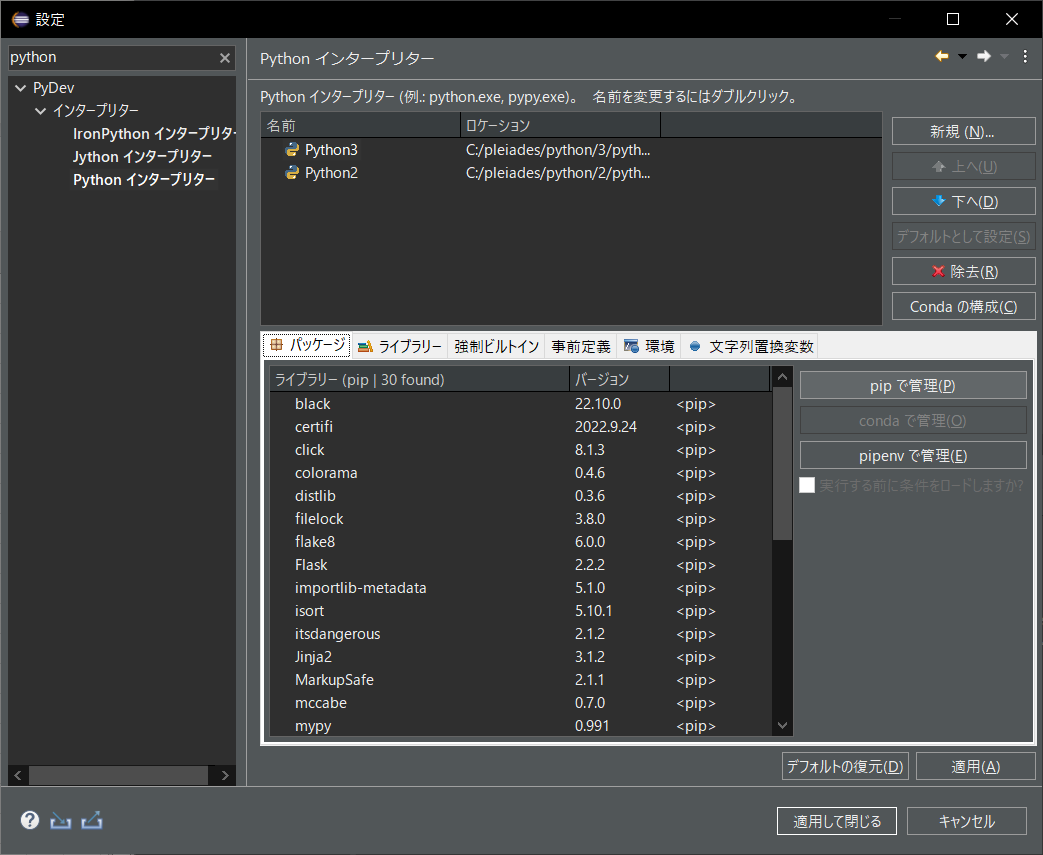 設定
python
PyDev
インタープリター
IronPython インタープリタ
Jython インタープリター
Python インタープリター
Python インタープリター
Python インタープリター (例.: python.exe, pypy.exe)。 名前を変更するにはダブルクリック。
名前 ロケーション
Python3 C:/pleiades/python/3/pyth...
Python2 C:/pleiades/python/2/pyth...
新規 (N)...
上へ(U)
下へ(D)
デフォルトとして設定(S)
除去(R)
Conda の構成(C)
パッケージ ライブラリー 強制ビルトイン 事前定義 環境 文字列置換変数
ライブラリー (pip | 30 found) バージョン
black 22.10.0 <pip>
certifi 2022.9.24 <pip>
click 8.1.3 <pip>
colorama 0.4.6 <pip>
distlib 0.3.6 <pip>
filelock 3.8.0 <pip>
flake8 6.0.0 <pip>
Flask 2.2.2 <pip>
importlib-metadata 5.1.0 <pip>
isort 5.10.1 <pip>
itsdangerous 2.1.2 <pip>
Jinja2 3.1.2 <pip>
MarkupSafe 2.1.1 <pip>
mccabe 0.7.0 <pip>
mypy 0.991 <pip>
pip で管理(P)
conda で管理(O)
pipenv で管理(E)
実行する前に条件をロードしますか?
デフォルトの復元(D) 適用(A)
適用して閉じる キャンセル